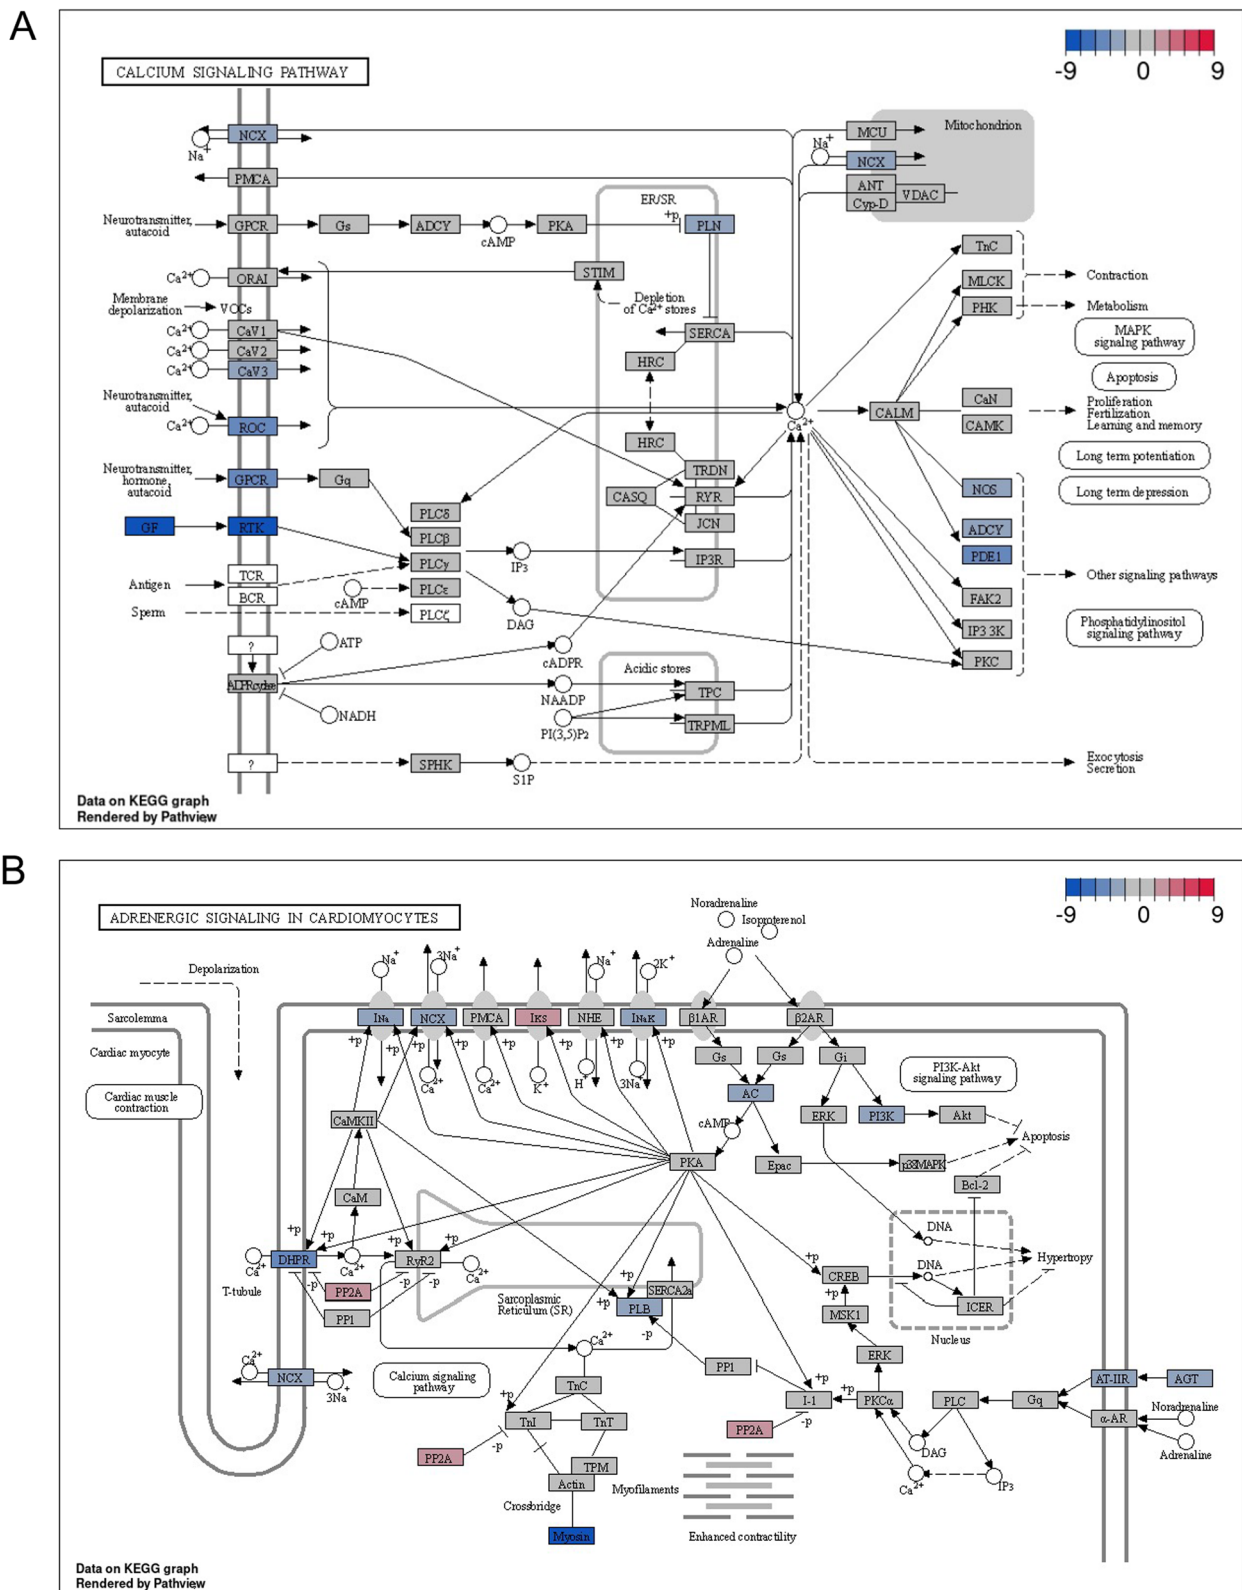 A
-9 0 9
CALCIUM SIGNALING PATHWAY
NCX
Na+
PMCA
Neurotransmitter,
autacoid
GPCR
Gs
ADCY
cAMP
PKA
ER/SR
+p
PLN
MCU
Mitochondrion
Na+
NCX
ANT
Cyp-D
VDAC
Ca2+
ORAI
STIM
Membrane
depolarization
VOCs
Depletion
of Ca2+ stores
Ca2+
CaV1
Ca2+
CaV2
Ca2+
CaV3
SERCA
HRC
HRC
Neurotransmitter,
autacoid
Ca2+
ROC
Ca2+
CALM
TnC
MLCK
PHK
Contraction
Metabolism
MAPK
signaling pathway
Apoptosis
CaN
CAMK
Proliferation
Fertilization
Learning and memory
Long term potentiation
Long term depression
Neurotransmitter,
hormone,
autacoid
GPCR
Gq
TRDN
CASQ
RYR
JCN
IP3R
GF
RTK
PLCδ
PLCβ
PLCγ
PLCε
PLCζ
IP3
DAG
cAMP
NOS
ADCY
PDE1
FAK2
IP3 3K
PKC
Other signaling pathways
Phosphatidylinositol
signaling pathway
Antigen
TCR
BCR
Sperm
?
ATP
NADH
cADPR
NAADP
PI(3,5)P2
Acidic stores
TPC
TRPML
?
SPHK
S1P
Exocytosis
Secretion
Data on KEGG graph
Rendered by Pathview
B
-9 0 9
ADRENERGIC SIGNALING IN CARDIOMYOCYTES
Noradrenaline
Isoproterenol
Adrenaline
Depolarization
Na+
3Na+
Na+
2K+
Sarcolemma
INa
NCX
PMCA
IKS
NHE
INaK
β1AR
β2AR
Cardiac myocyte
+p
+p
+p
+p
+p
+p
+p
Ca2+
Ca2+
K+
H+
3Na+
Gs
Gs
Gi
PI3K-Akt
signaling pathway
Cardiac muscle
contraction
AC
cAMP
ERK
PI3K
Akt
CaMKII
PKA
Epac
p38MAPK
Apoptosis
Bcl-2
CaM
+p
+p
+p
+p
DNA
Hypertropy
Ca2+
DHPR
Ca2+
RyR2
Ca2+
+p
DNA
T-tubule
-p
PP2A
-p
-p
PP1
Sarcoplasmic
Reticulum (SR)
+p
+p
SERCA2a
PLB
-p
CREB
+p
MSK1
ICER
Nucleus
Ca2+
NCX
3Na+
Calcium signaling
pathway
Ca2+
TnC
PP1
ERK
+p
TnI
TnT
+p
I-1
+p
PKCα
PLC
Gq
AT-IIR
AGT
α-AR
Noradrenaline
Adrenaline
PP2A
-p
PP2A
-p
DAG
Ca2+
IP3
TPM
Actin
Myofilaments
Crossbridge
Myosin
Enhanced contractility
Data on KEGG graph
Rendered by Pathview